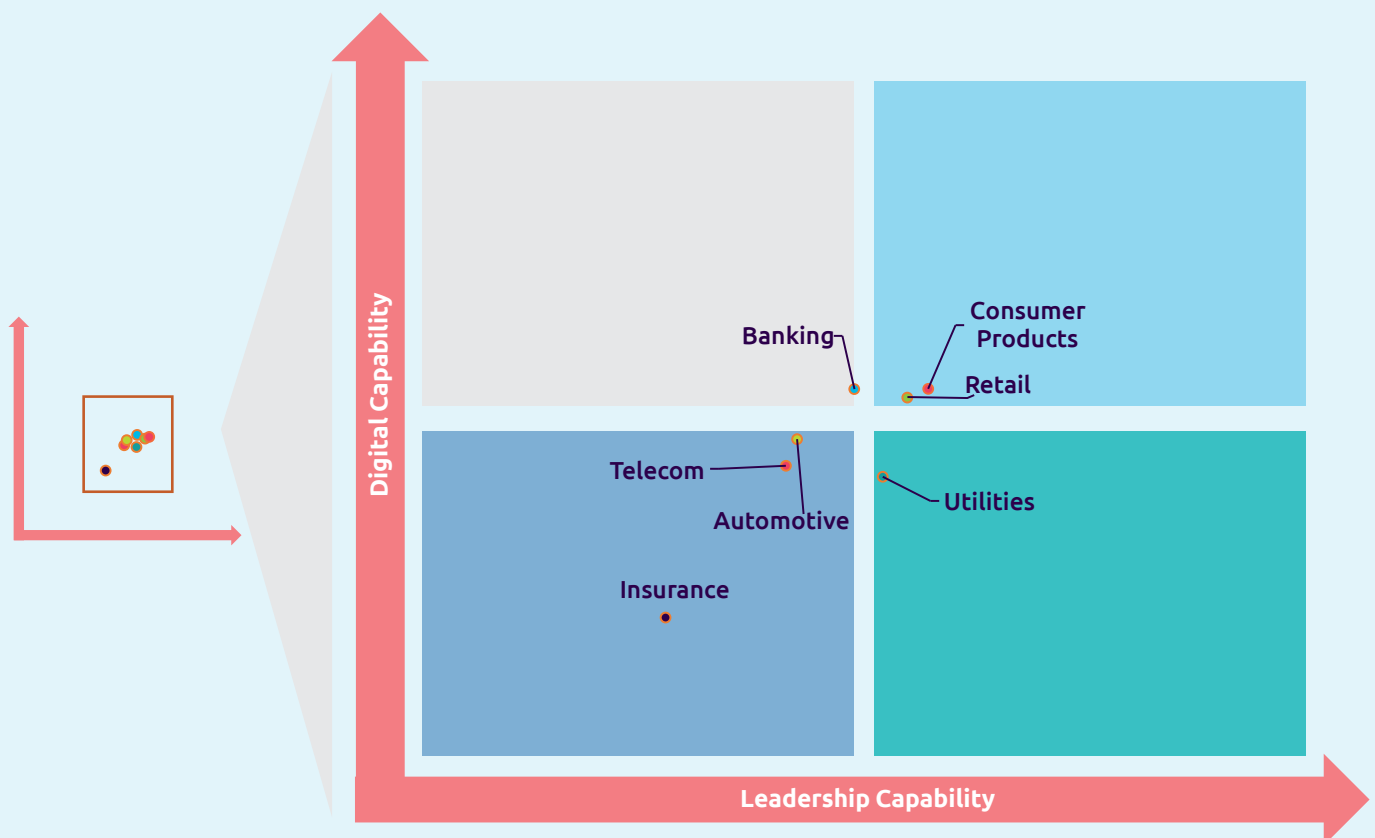 Digital Capability
Banking
Consumer
Products
Retail
Telecom
Automotive
Utilities
Insurance
Leadership Capability